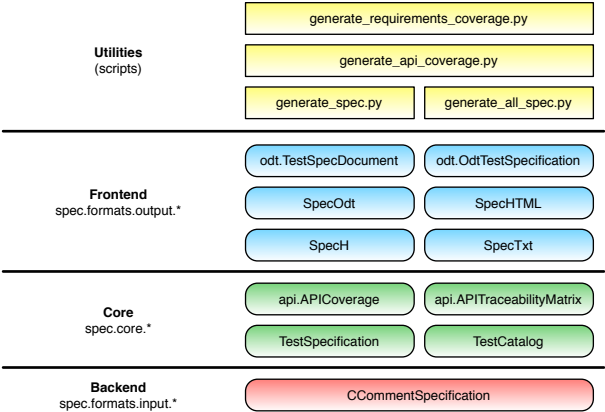 generate_requirements_coverage.py
Utilities
(scripts)
generate_api_coverage.py
generate_spec.py
generate_all_spec.py
odt.TestSpecDocument
odt.OdtTestSpecification
Frontend
spec.formats.output.*
SpecOdt
SpecHTML
SpecH
SpecTxt
Core
spec.core.*
api.APICoverage
api.APITraceabilityMatrix
TestSpecification
TestCatalog
Backend
spec.formats.input.*
CCommentSpecification